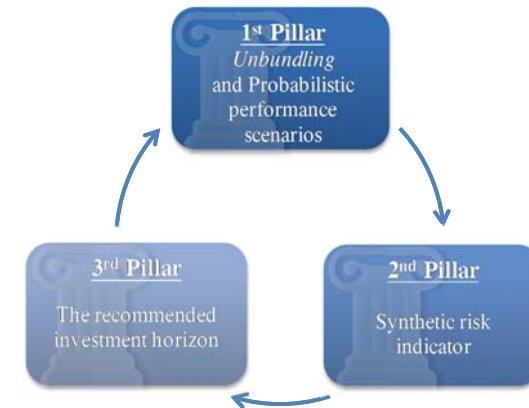 1st Pillar
Unbundling
and Probabilistic
performance
scenarios
3rd Pillar
The recommended
investment horizon
2nd Pillar
Synthetic risk
indicator